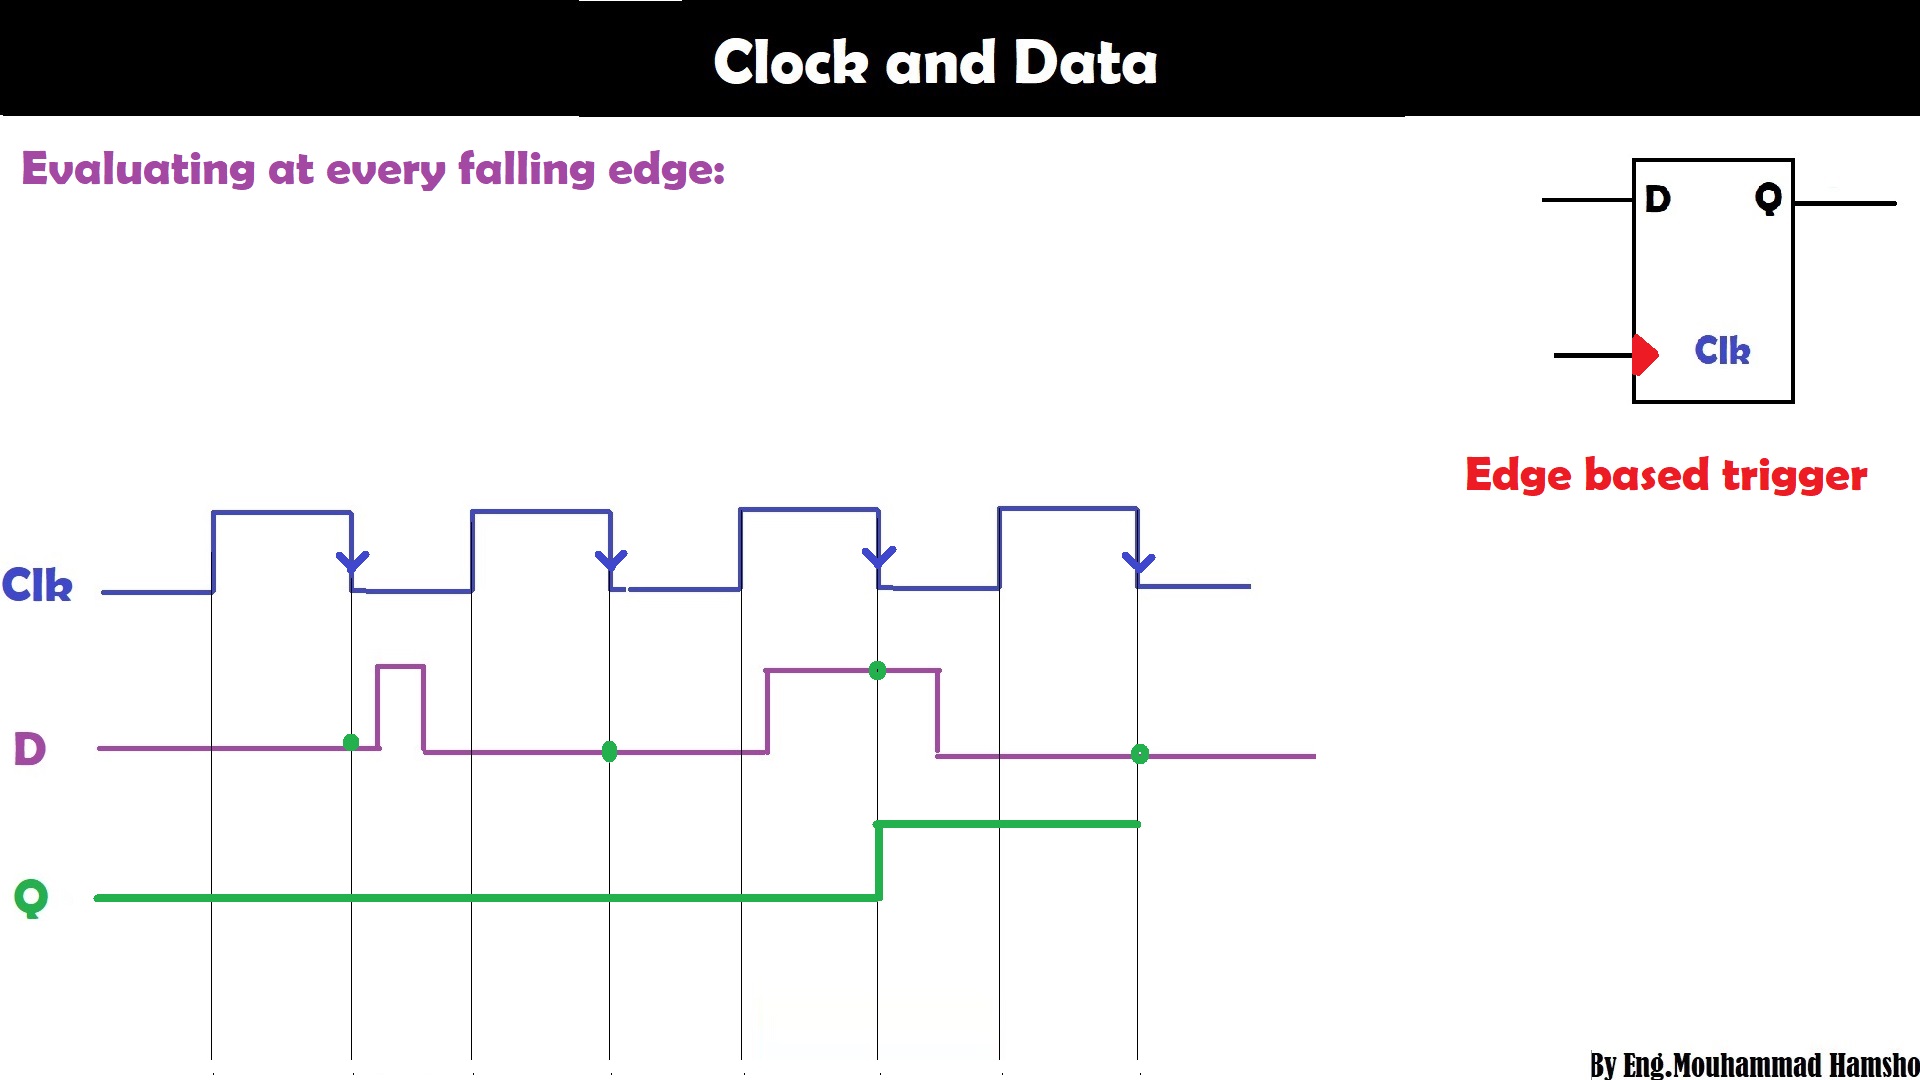 Clock and Data
Evaluating at every falling edge:
D Q
Clk
Edge based trigger
Clk
D
Q
By Eng.Mouhammad Hamsho